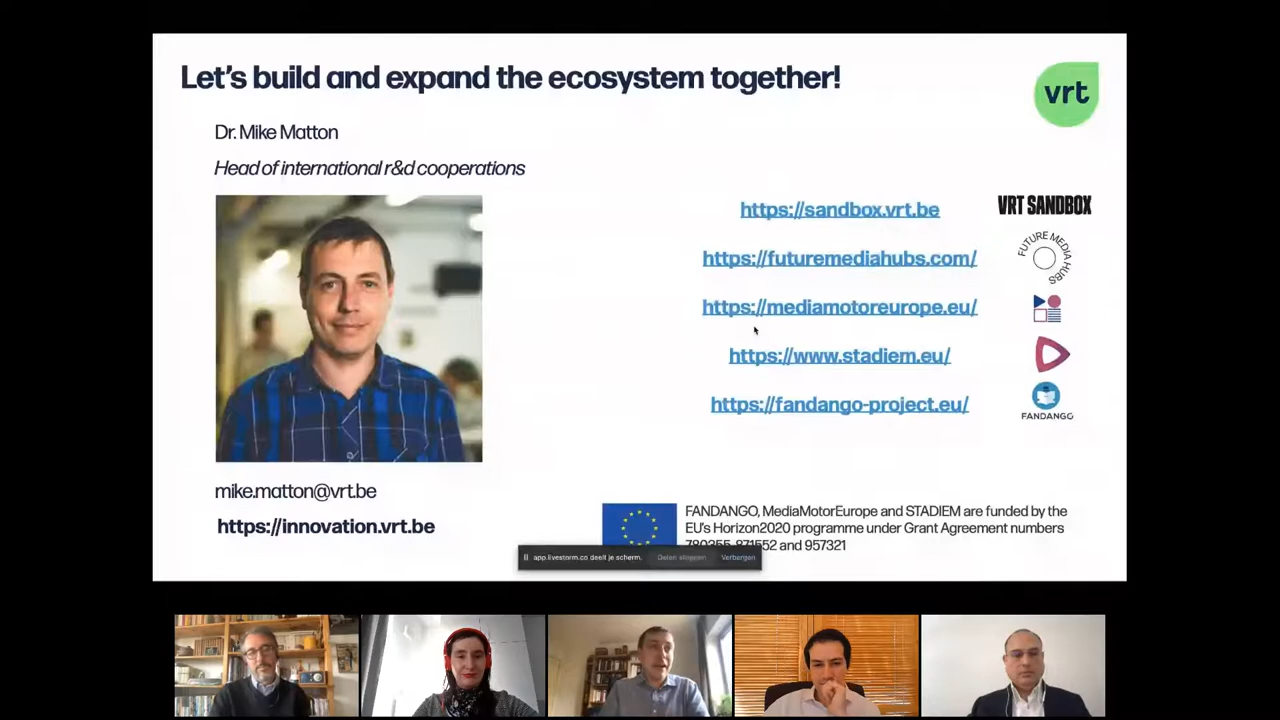 Let's build and expand the ecosystem together!
vrt
Dr. Mike Matton
Head of international r&d cooperations
https://sandbox.vrt.be
VRT SANDBOX
https://futuremediahubs.com/
FUTURE MEDIA HUBS
https://mediamotoreurope.eu/
https://www.stadiem.eu/
https://fandango-project.eu/
FANDANGO
mike.matton@vrt.be
https://innovation.vrt.be
FANDANGO, MediaMotorEurope and STADIEM are funded by the
EU's Horizon2020 programme under Grant Agreement numbers
780355, 871552 and 957321
app.livestorm.co deelt je scherm.
Delen stoppen
Verbergen